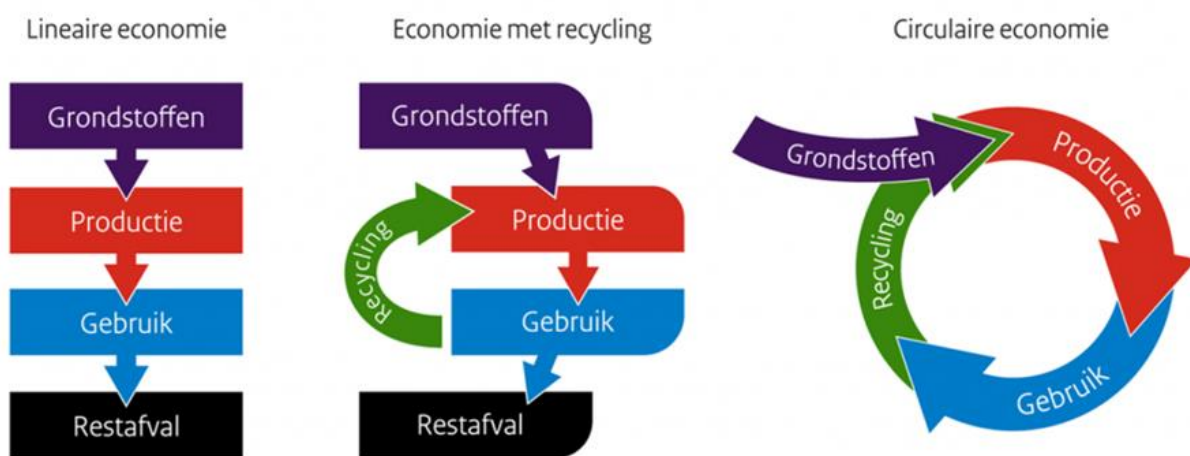 Lineaire economie
Grondstoffen
Productie
Gebruik
Restafval
Economie met recycling
Grondstoffen
Productie
Recycling
Gebruik
Restafval
Circulaire economie
Grondstoffen
Productie
Gebruik
Recycling